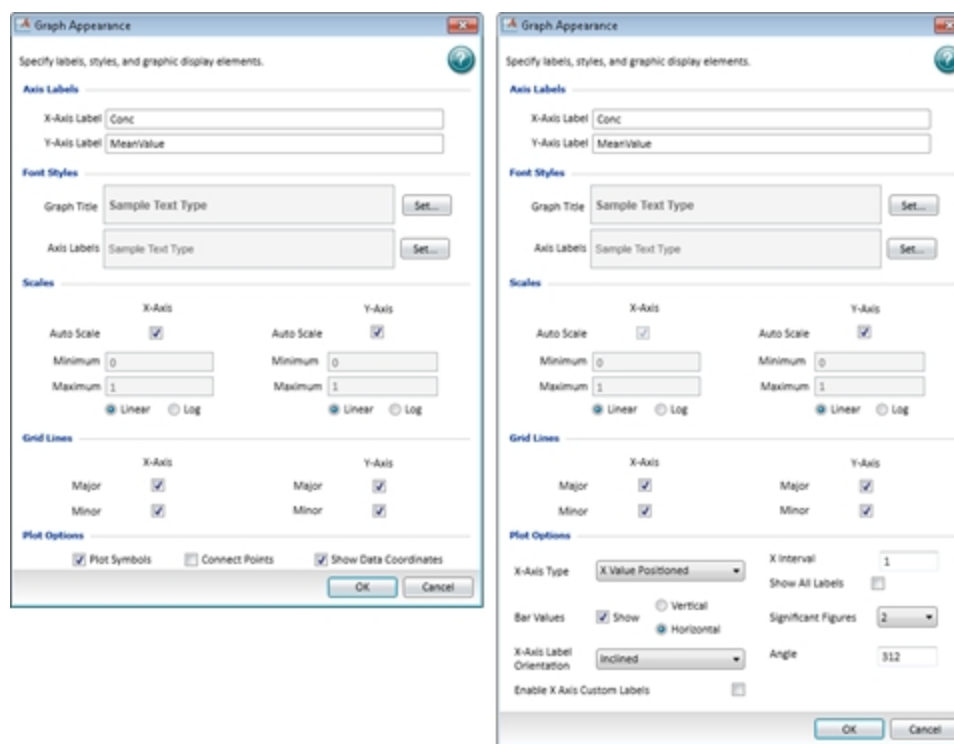 Graph Appearance
Specify labels, styles, and graphic display elements.
?
Axis Labels
X-Axis Label Conc
Y-Axis Label MeanValue
Font Styles
Graph Title Sample Text Type Set...
Axis Labels Sample Text Type Set...
Scales
X-Axis Y-Axis
Auto Scale Auto Scale
Minimum 0 Minimum 0
Maximum 1 Maximum 1
Linear Log Linear Log
Grid Lines
X-Axis Y-Axis
Major Major
Minor Minor
Plot Options
Plot Symbols Connect Points Show Data Coordinates
OK Cancel
Graph Appearance
Specify labels, styles, and graphic display elements.
?
Axis Labels
X-Axis Label Conc
Y-Axis Label MeanValue
Font Styles
Graph Title Sample Text Type Set...
Axis Labels Sample Text Type Set...
Scales
X-Axis Y-Axis
Auto Scale Auto Scale
Minimum 0 Minimum 0
Maximum 1 Maximum 1
Linear Log Linear Log
Grid Lines
X-Axis Y-Axis
Major Major
Minor Minor
Plot Options
X-Axis Type X Value Positioned X Interval 1
Show All Labels
Bar Values Show Vertical Significant Figures 2
Horizontal
X-Axis Label Orientation Inclined Angle 312
Enable X Axis Custom Labels
OK Cancel